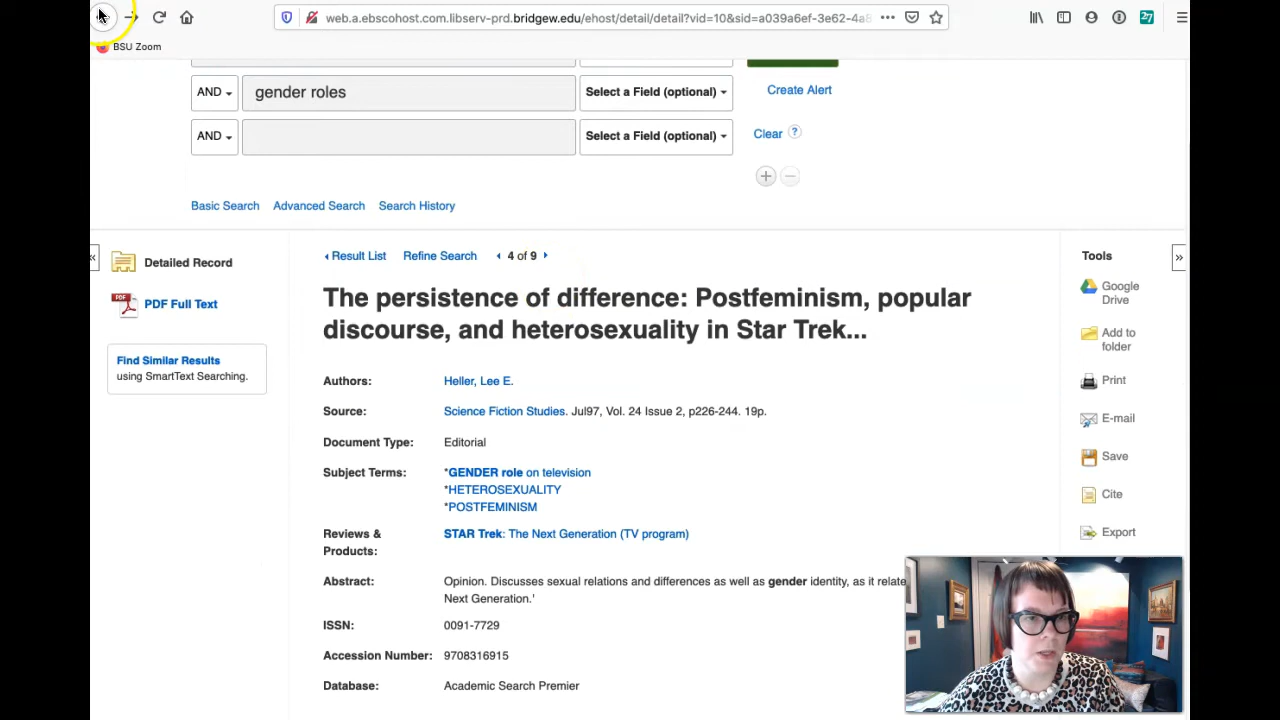 web.a.ebscohost.com.libserv-prd.bridgew.edu/ehost/detail/detail?vid=10&sid=a039a6ef-3e62-4a8
27
BSU Zoom
AND gender roles Select a Field (optional) Create Alert
AND Select a Field (optional) Clear ?
Basic Search Advanced Search Search History
«
Detailed Record
PDF PDF Full Text
Find Similar Results
using SmartText Searching.
Result List Refine Search 4 of 9
The persistence of difference: Postfeminism, popular
discourse, and heterosexuality in Star Trek...
Authors: Heller, Lee E.
Source: Science Fiction Studies. Jul97, Vol. 24 Issue 2, p226-244. 19p.
Document Type: Editorial
Subject Terms: *GENDER role on television
*HETEROSEXUALITY
*POSTFEMINISM
Reviews & Products: STAR Trek: The Next Generation (TV program)
Abstract: Opinion. Discusses sexual relations and differences as well as gender identity, as it relate
Next Generation.'
ISSN: 0091-7729
Accession Number: 9708316915
Database: Academic Search Premier
Tools »
Google
Drive
Add to
folder
Print
E-mail
Save
Cite
Export